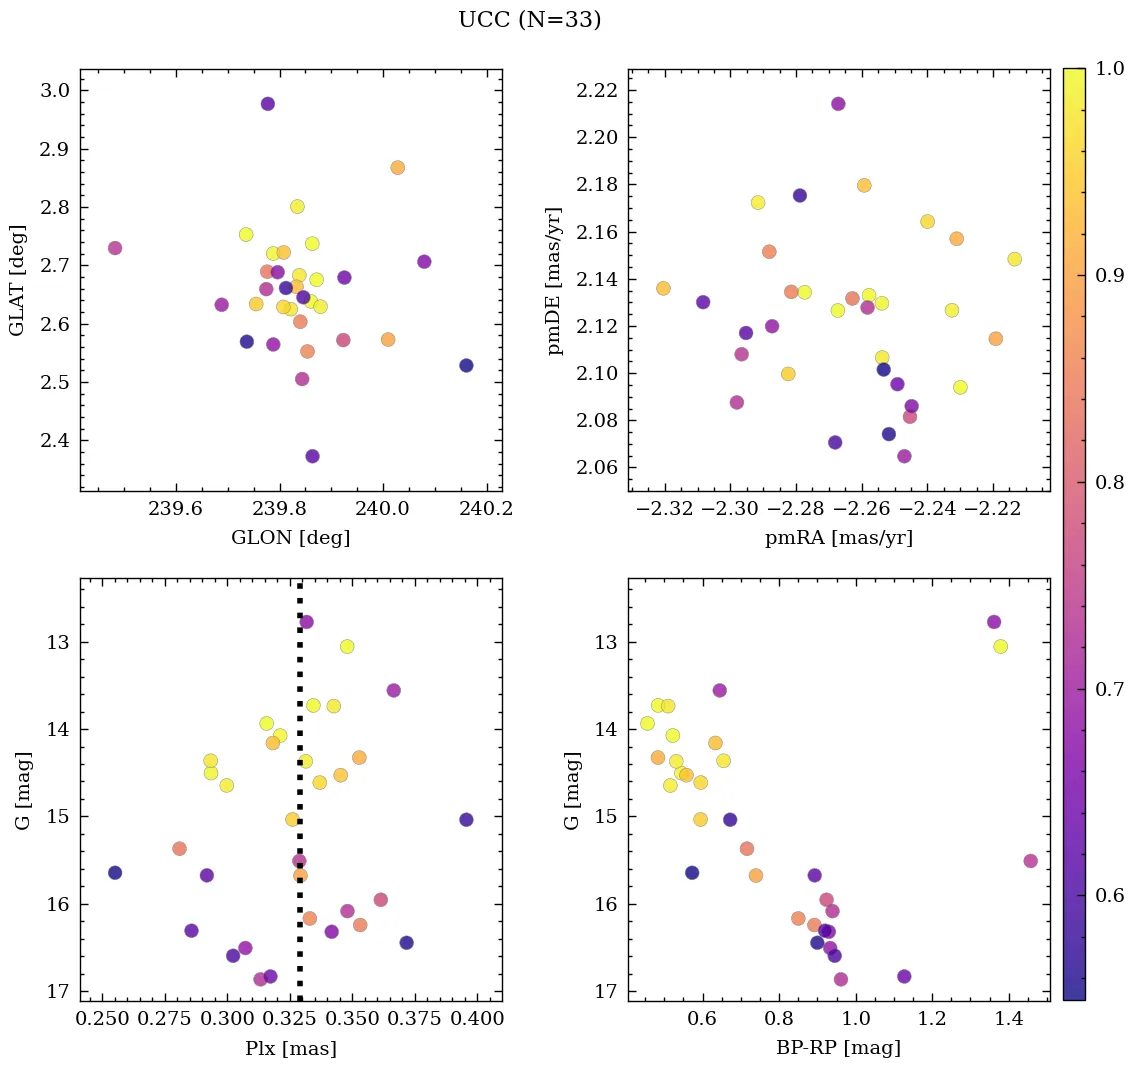 UCC (N=33)
3.0
2.9
2.8
2.7
2.6
2.5
2.4
GLAT [deg]
239.6 239.8 240.0 240.2
GLON [deg]
2.22
2.20
2.18
2.16
2.14
2.12
2.10
2.08
2.06
pmDE [mas/yr]
−2.32 −2.30 −2.28 −2.26 −2.24 −2.22
pmRA [mas/yr]
13
14
15
16
17
G [mag]
0.250 0.275 0.300 0.325 0.350 0.375 0.400
Plx [mas]
13
14
15
16
17
G [mag]
0.6 0.8 1.0 1.2 1.4
BP-RP [mag]
1.0
0.9
0.8
0.7
0.6